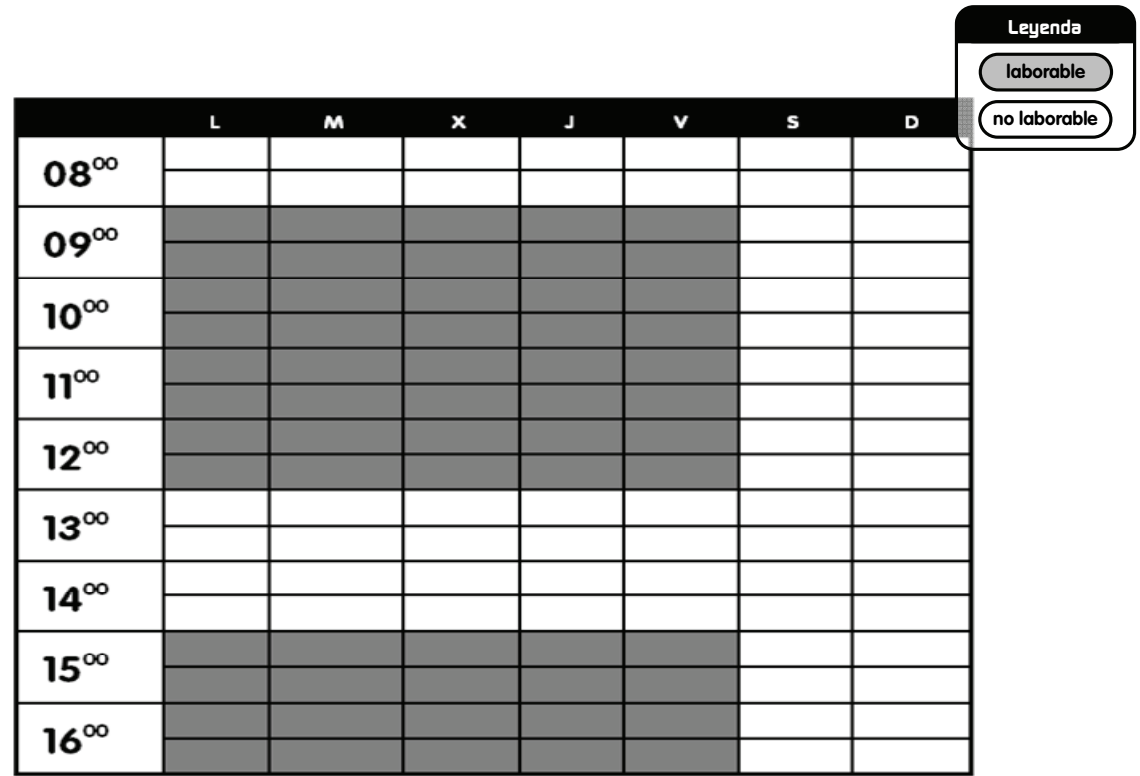 Leyenda
laborable
no laborable
L M X J V S D
08⁰⁰
09⁰⁰
10⁰⁰
11⁰⁰
12⁰⁰
13⁰⁰
14⁰⁰
15⁰⁰
16⁰⁰